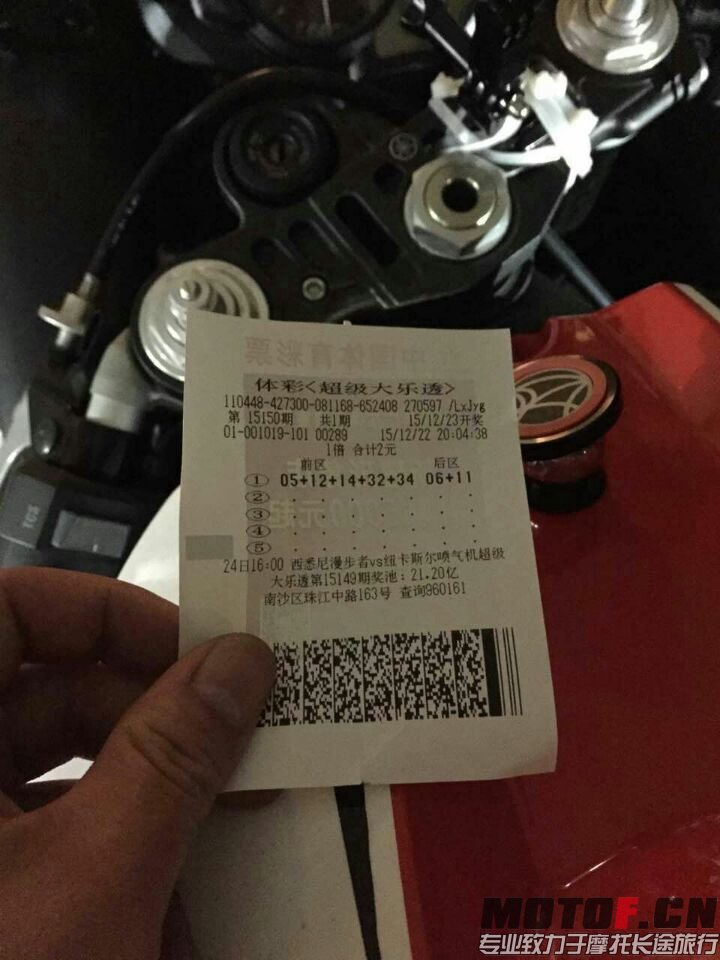 中国体育彩票
体彩<超级大乐透>
110448-427300-081168-652408 270597 /LxJyg
第 15150期 共1期 15/12/23开奖
01-001019-101 00289 15/12/22 20:04:38
1倍 合计2元
前区 后区
① 05+12+14+32+34 06+11
②
③
④
⑤
24日16:00 西悉尼漫步者vs纽卡斯尔喷气机超级
大乐透第15149期奖池：21.20亿
南沙区珠江中路163号 查询960161
TCS
MOTOF.CN
专业致力于摩托长途旅行